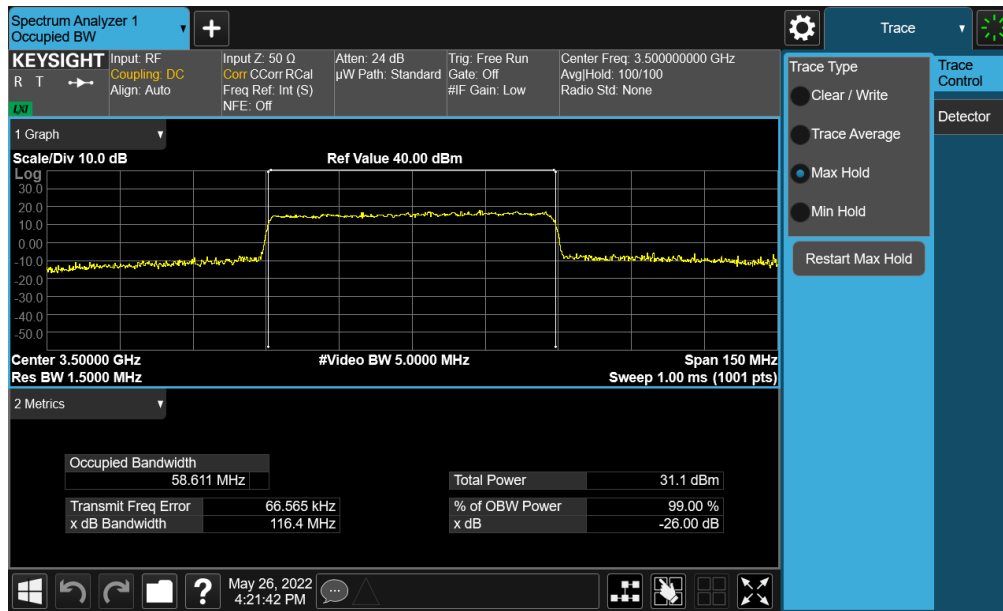 Spectrum Analyzer 1
Occupied BW
+
Trace
KEYSIGHT
R T
LXI
Input: RF
Coupling: DC
Align: Auto
Input Z: 50 Ω
Corr CCorr RCal
Freq Ref: Int (S)
NFE: Off
Atten: 24 dB
µW Path: Standard
Trig: Free Run
Gate: Off
#IF Gain: Low
Center Freq: 3.500000000 GHz
Avg|Hold: 100/100
Radio Std: None
Trace Type
Clear / Write
Trace Average
Max Hold
Min Hold
Restart Max Hold
Trace
Control
Detector
1 Graph
Scale/Div 10.0 dB
Ref Value 40.00 dBm
Log
30.0
20.0
10.0
0.00
-10.0
-20.0
-30.0
-40.0
-50.0
Center 3.50000 GHz
#Video BW 5.0000 MHz
Span 150 MHz
Res BW 1.5000 MHz
Sweep 1.00 ms (1001 pts)
2 Metrics
Occupied Bandwidth
58.611 MHz
Total Power 31.1 dBm
Transmit Freq Error 66.565 kHz
% of OBW Power 99.00 %
x dB Bandwidth 116.4 MHz
x dB -26.00 dB
?
May 26, 2022
4:21:42 PM